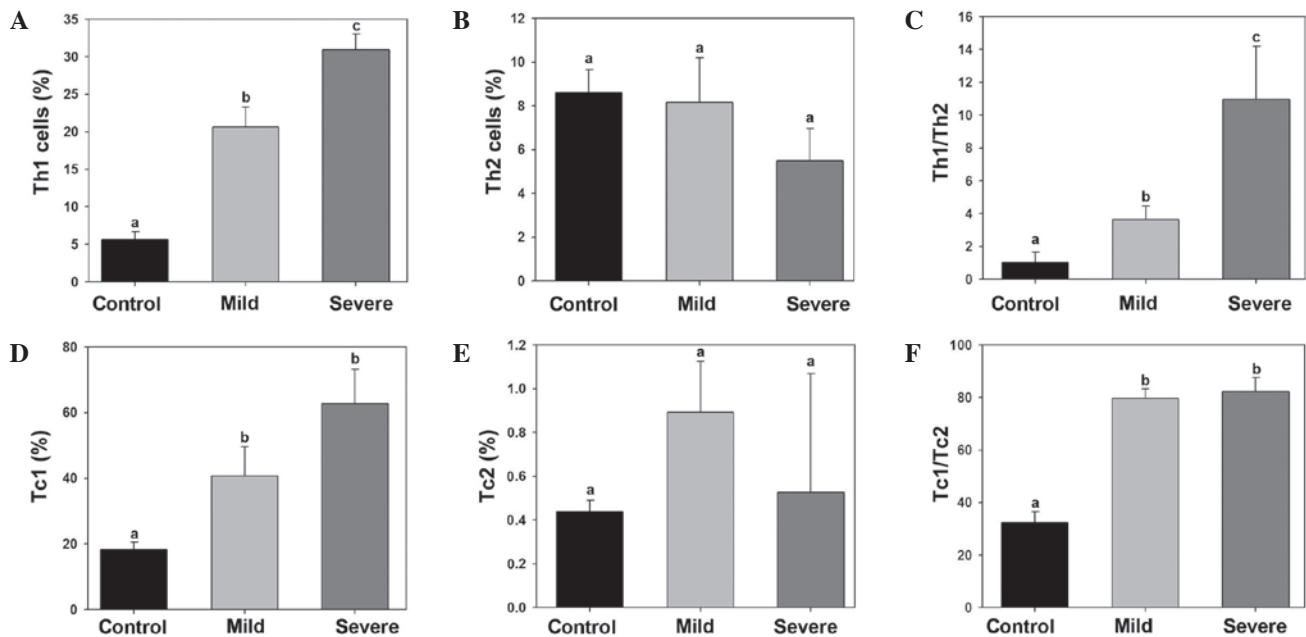 A
Th1 cells (%)
35
30
25
20
15
10
5
0
a
b
c
Control Mild Severe
B
Th2 cells (%)
12
10
8
6
4
2
0
a
a
a
Control Mild Severe
C
Th1/Th2
16
14
12
10
8
6
4
2
0
a
b
c
Control Mild Severe
D
Tc1 (%)
80
60
40
20
0
a
b
b
Control Mild Severe
E
Tc2 (%)
1.2
1.0
0.8
0.6
0.4
0.2
0.0
a
a
a
Control Mild Severe
F
Tc1/Tc2
100
80
60
40
20
0
a
b
b
Control Mild Severe